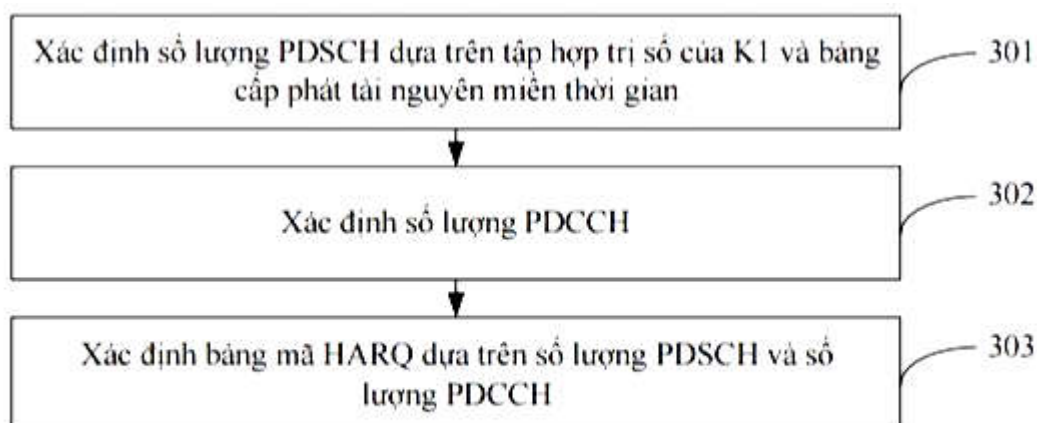 Xác định số lượng PDSCH dựa trên tập hợp trị số của K1 và bảng
cấp phát tài nguyên miền thời gian
301
Xác định số lượng PDCCH
302
Xác định bảng mã HARQ dựa trên số lượng PDSCH và số
lượng PDCCH
303